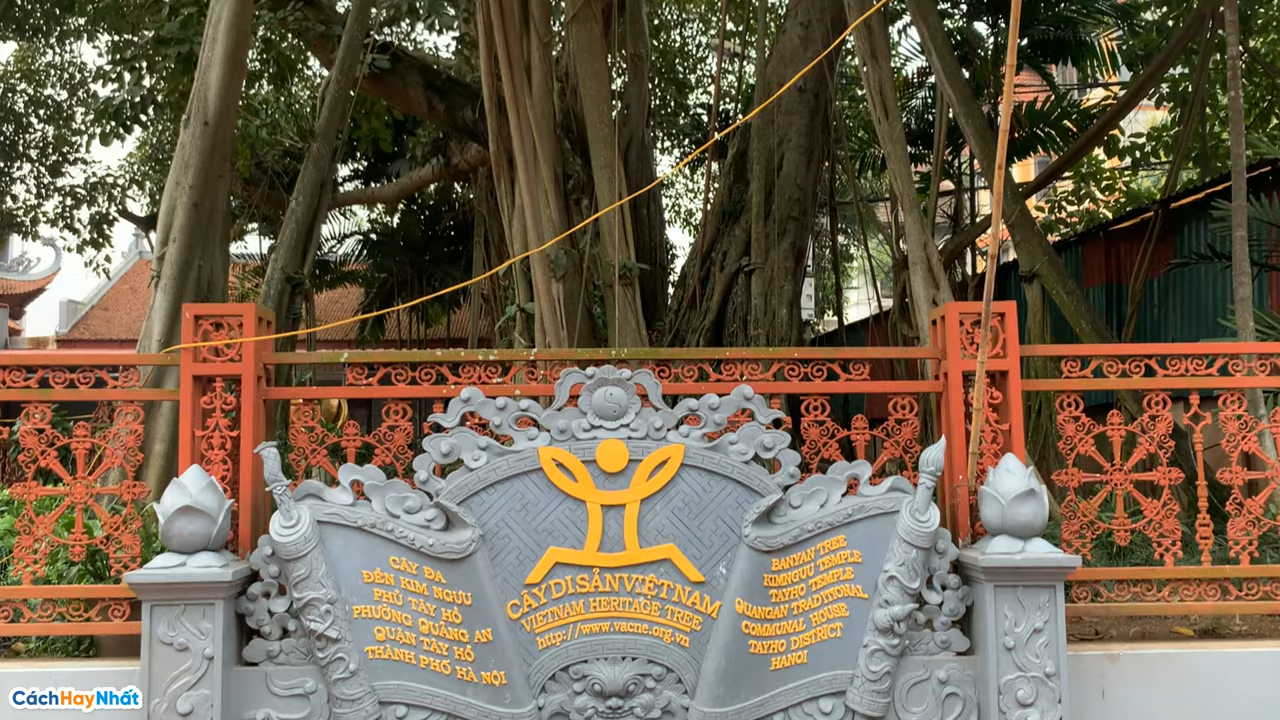 CÂY ĐA
ĐỀN KIM NGƯU
PHỦ TÂY HỒ
PHƯỜNG QUẢNG AN
QUẬN TÂY HỒ
THÀNH PHỐ HÀ NỘI
CÂY DI SẢN VIỆT NAM
VIETNAM HERITAGE TREE
http://www.vacne.org.vn
BANYAN TREE
KIMNGUU TEMPLE
TAYHO TEMPLE
QUANGAN TRADITIONAL
COMMUNAL HOUSE
TAYHO DISTRICT
HANOI
CáchHayNhất